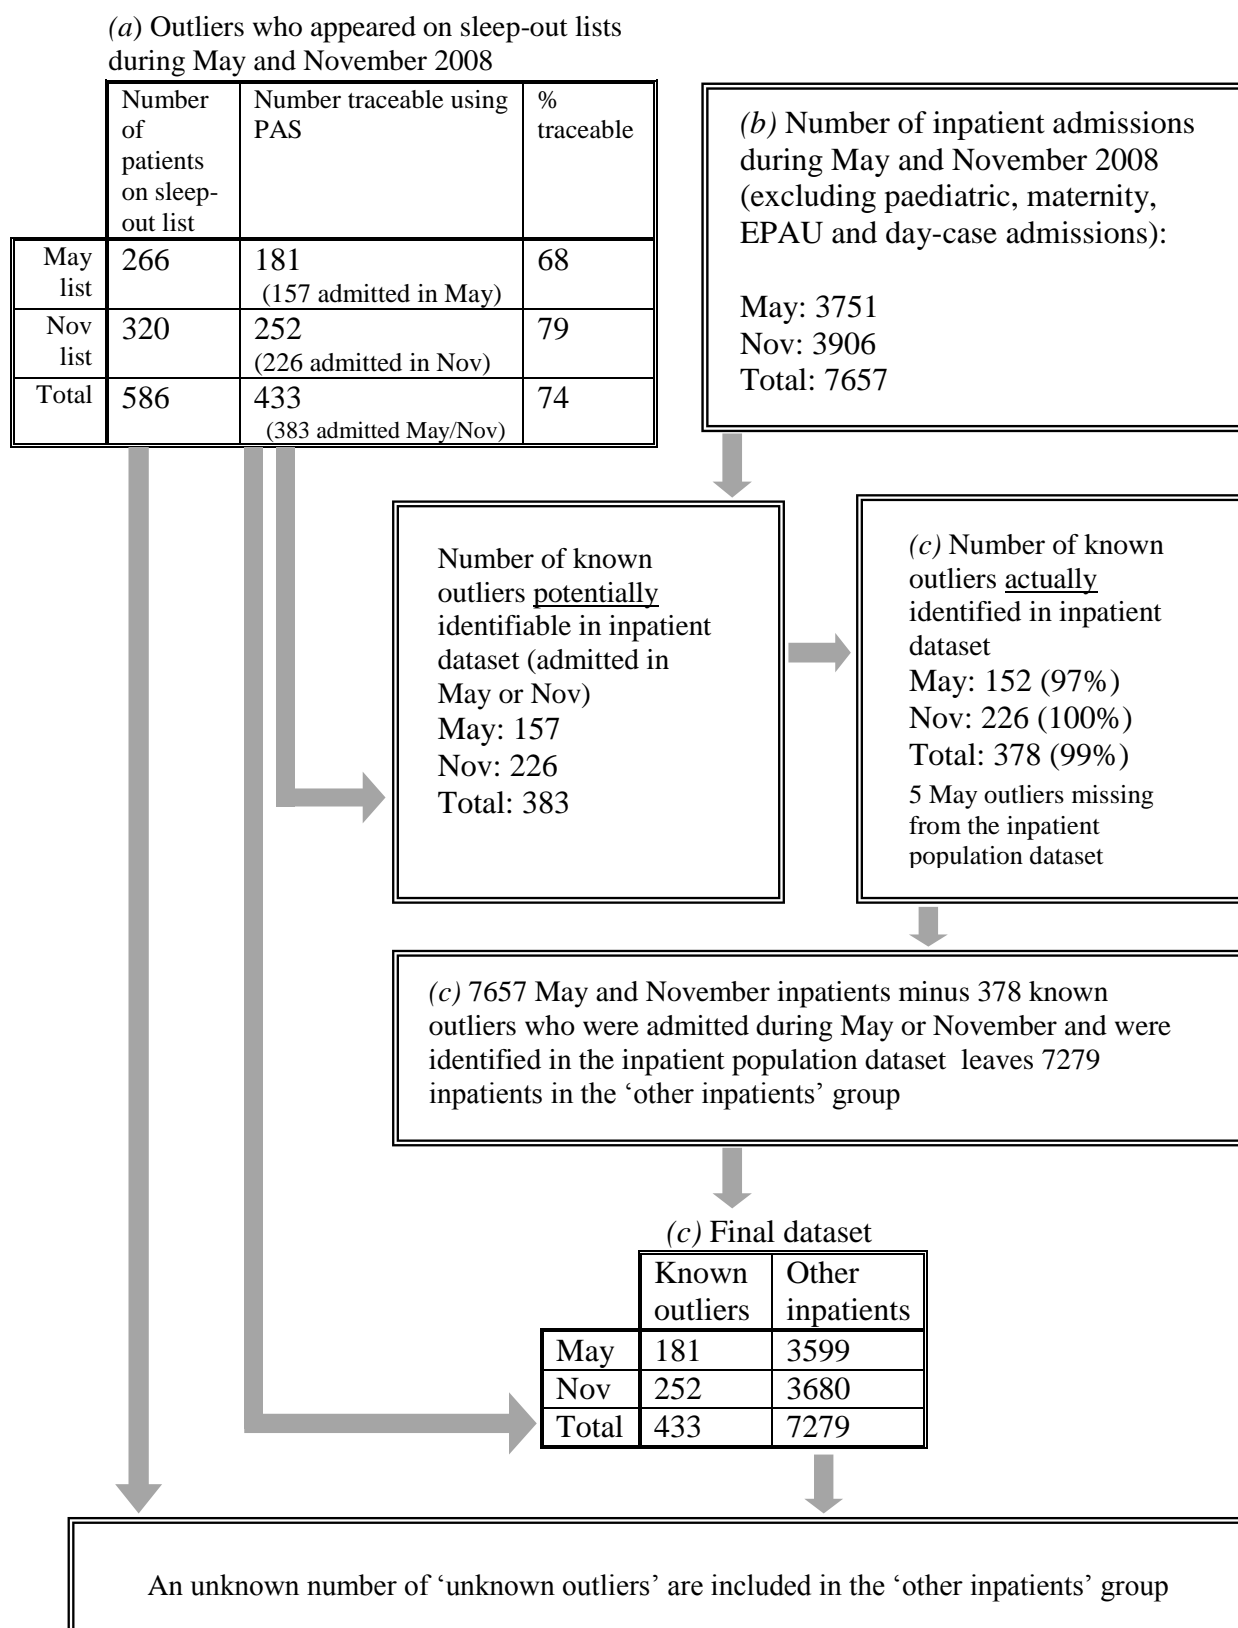 (a) Outliers who appeared on sleep-out lists
during May and November 2008
Number
of
patients
on sleep-
out list
Number traceable using
PAS
%
traceable
May
list
266
181
(157 admitted in May)
68
Nov
list
320
252
(226 admitted in Nov)
79
Total
586
433
(383 admitted May/Nov)
74
(b) Number of inpatient admissions
during May and November 2008
(excluding paediatric, maternity,
EPAU and day-case admissions):
May: 3751
Nov: 3906
Total: 7657
Number of known
outliers potentially
identifiable in inpatient
dataset (admitted in
May or Nov)
May: 157
Nov: 226
Total: 383
(c) Number of known
outliers actually
identified in inpatient
dataset
May: 152 (97%)
Nov: 226 (100%)
Total: 378 (99%)
5 May outliers missing
from the inpatient
population dataset
(c) 7657 May and November inpatients minus 378 known
outliers who were admitted during May or November and were
identified in the inpatient population dataset leaves 7279
inpatients in the ‘other inpatients’ group
(c) Final dataset
Known
outliers
Other
inpatients
May 181 3599
Nov 252 3680
Total 433 7279
An unknown number of ‘unknown outliers’ are included in the ‘other inpatients’ group